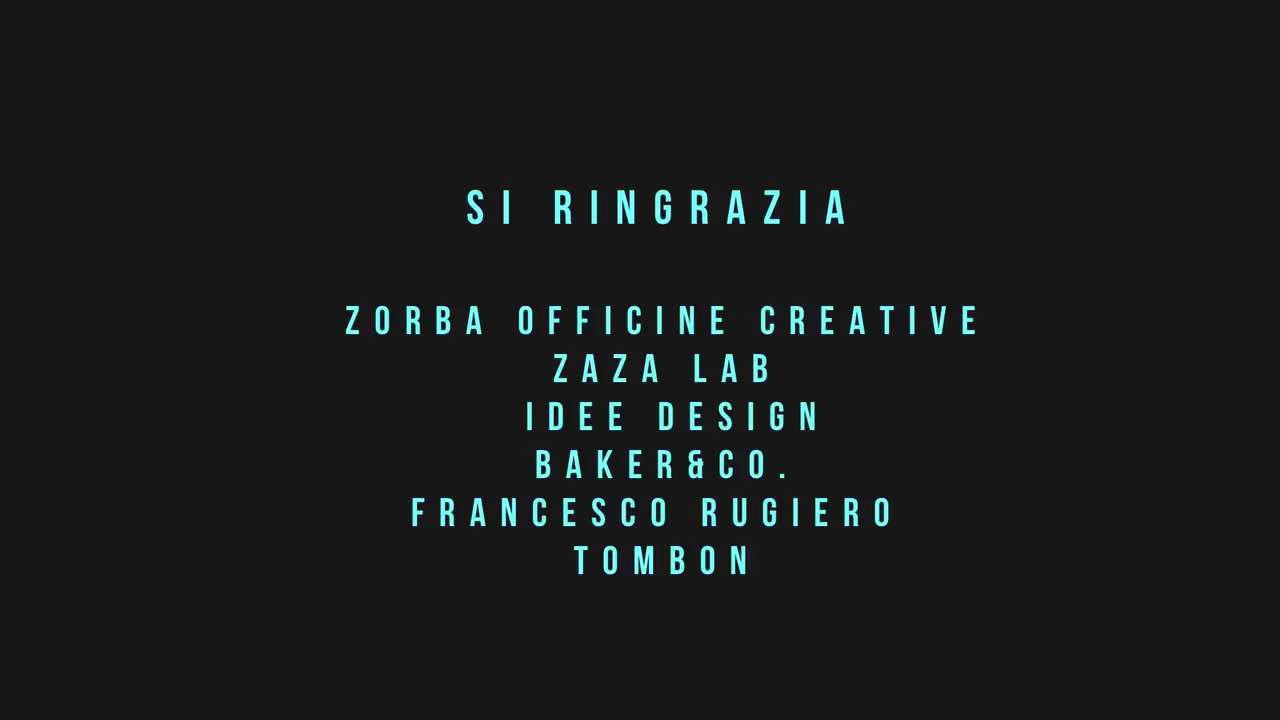 SI RINGRAZIA
ZORBA OFFICINE CREATIVE
ZAZA LAB
IDEE DESIGN
BAKER&CO.
FRANCESCO RUGIERO
TOMBON